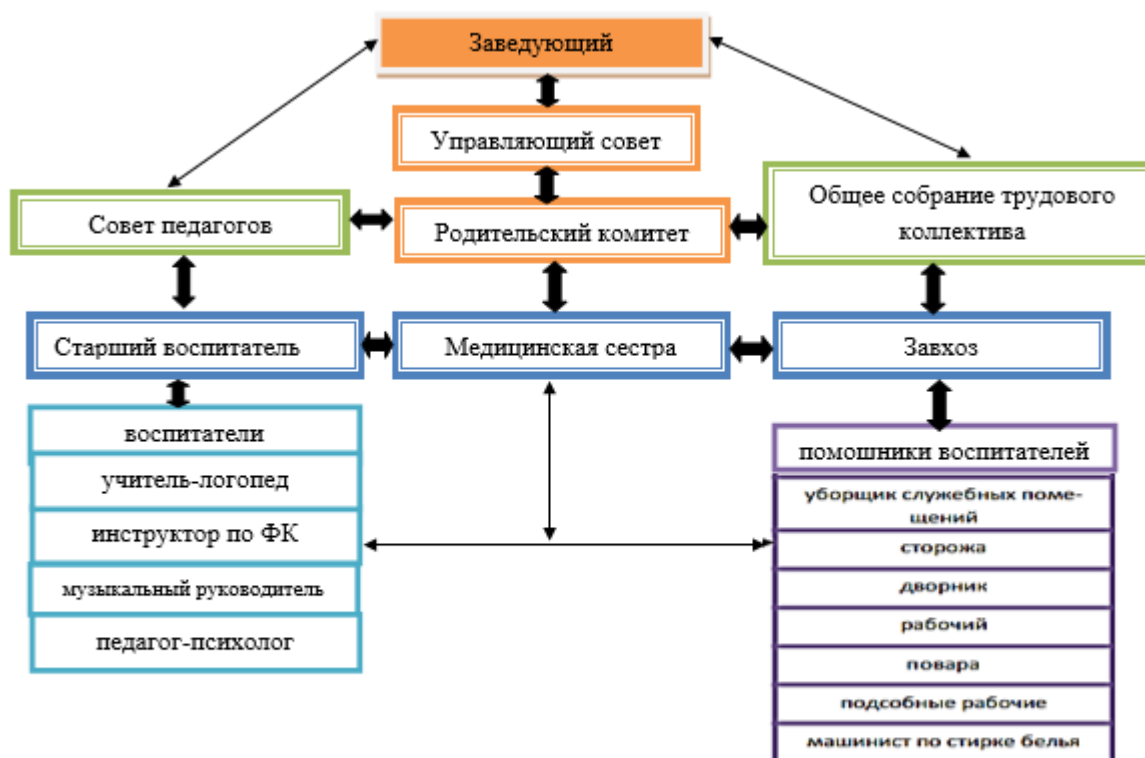 Заведующий
Управляющий совет
Совет педагогов
Родительский комитет
Общее собрание трудового
коллектива
Старший воспитатель
Медицинская сестра
Завхоз
воспитатели
учитель-логопед
инструктор по ФК
музыкальный руководитель
педагог-психолог
помошники воспитателей
уборщик служебных поме-
щений
сторожа
дворник
рабочий
повара
подсобные рабочие
машинист по стирке белья